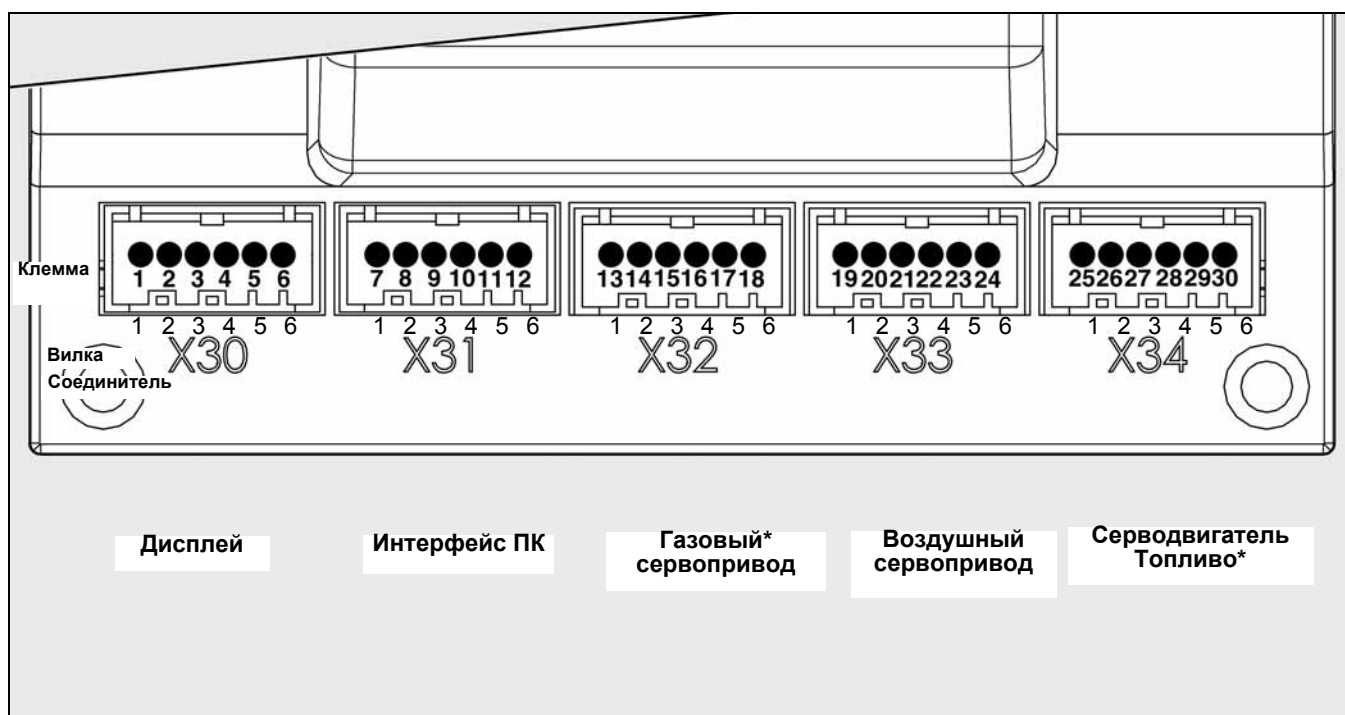 Клемма
1 2 3 4 5 6
7 8 9 10 11 12
13 14 15 16 17 18
19 20 21 22 23 24
25 26 27 28 29 30
1 2 3 4 5 6
1 2 3 4 5 6
1 2 3 4 5 6
1 2 3 4 5 6
1 2 3 4 5 6
Вилка
Соединитель
X30
X31
X32
X33
X34
Дисплей
Интерфейс ПК
Газовый*
сервопривод
Воздушный
сервопривод
Серводвигатель
Топливо*